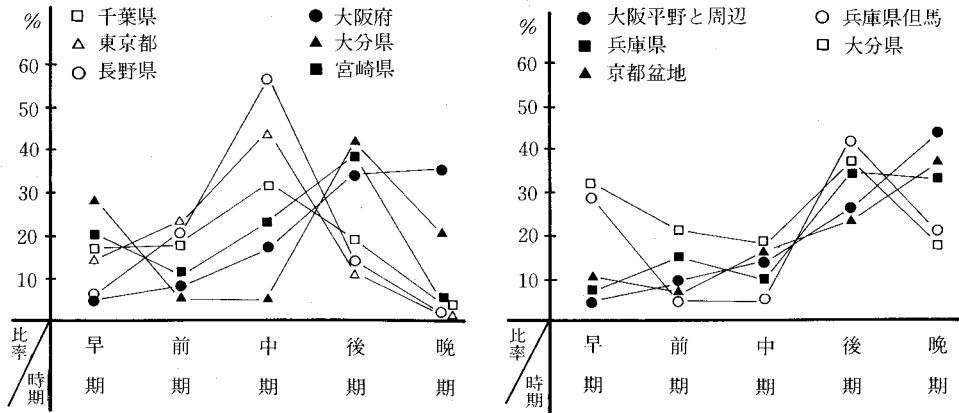 %
60
50
40
30
20
10
□ 千葉県
△ 東京都
○ 長野県
● 大阪府
▲ 大分県
■ 宮崎県
比率
時期
早期
前期
中期
後期
晩期
%
60
50
40
30
20
10
● 大阪平野と周辺
■ 兵庫県
▲ 京都盆地
○ 兵庫県但馬
□ 大分県
比率
時期
早期
前期
中期
後期
晩期